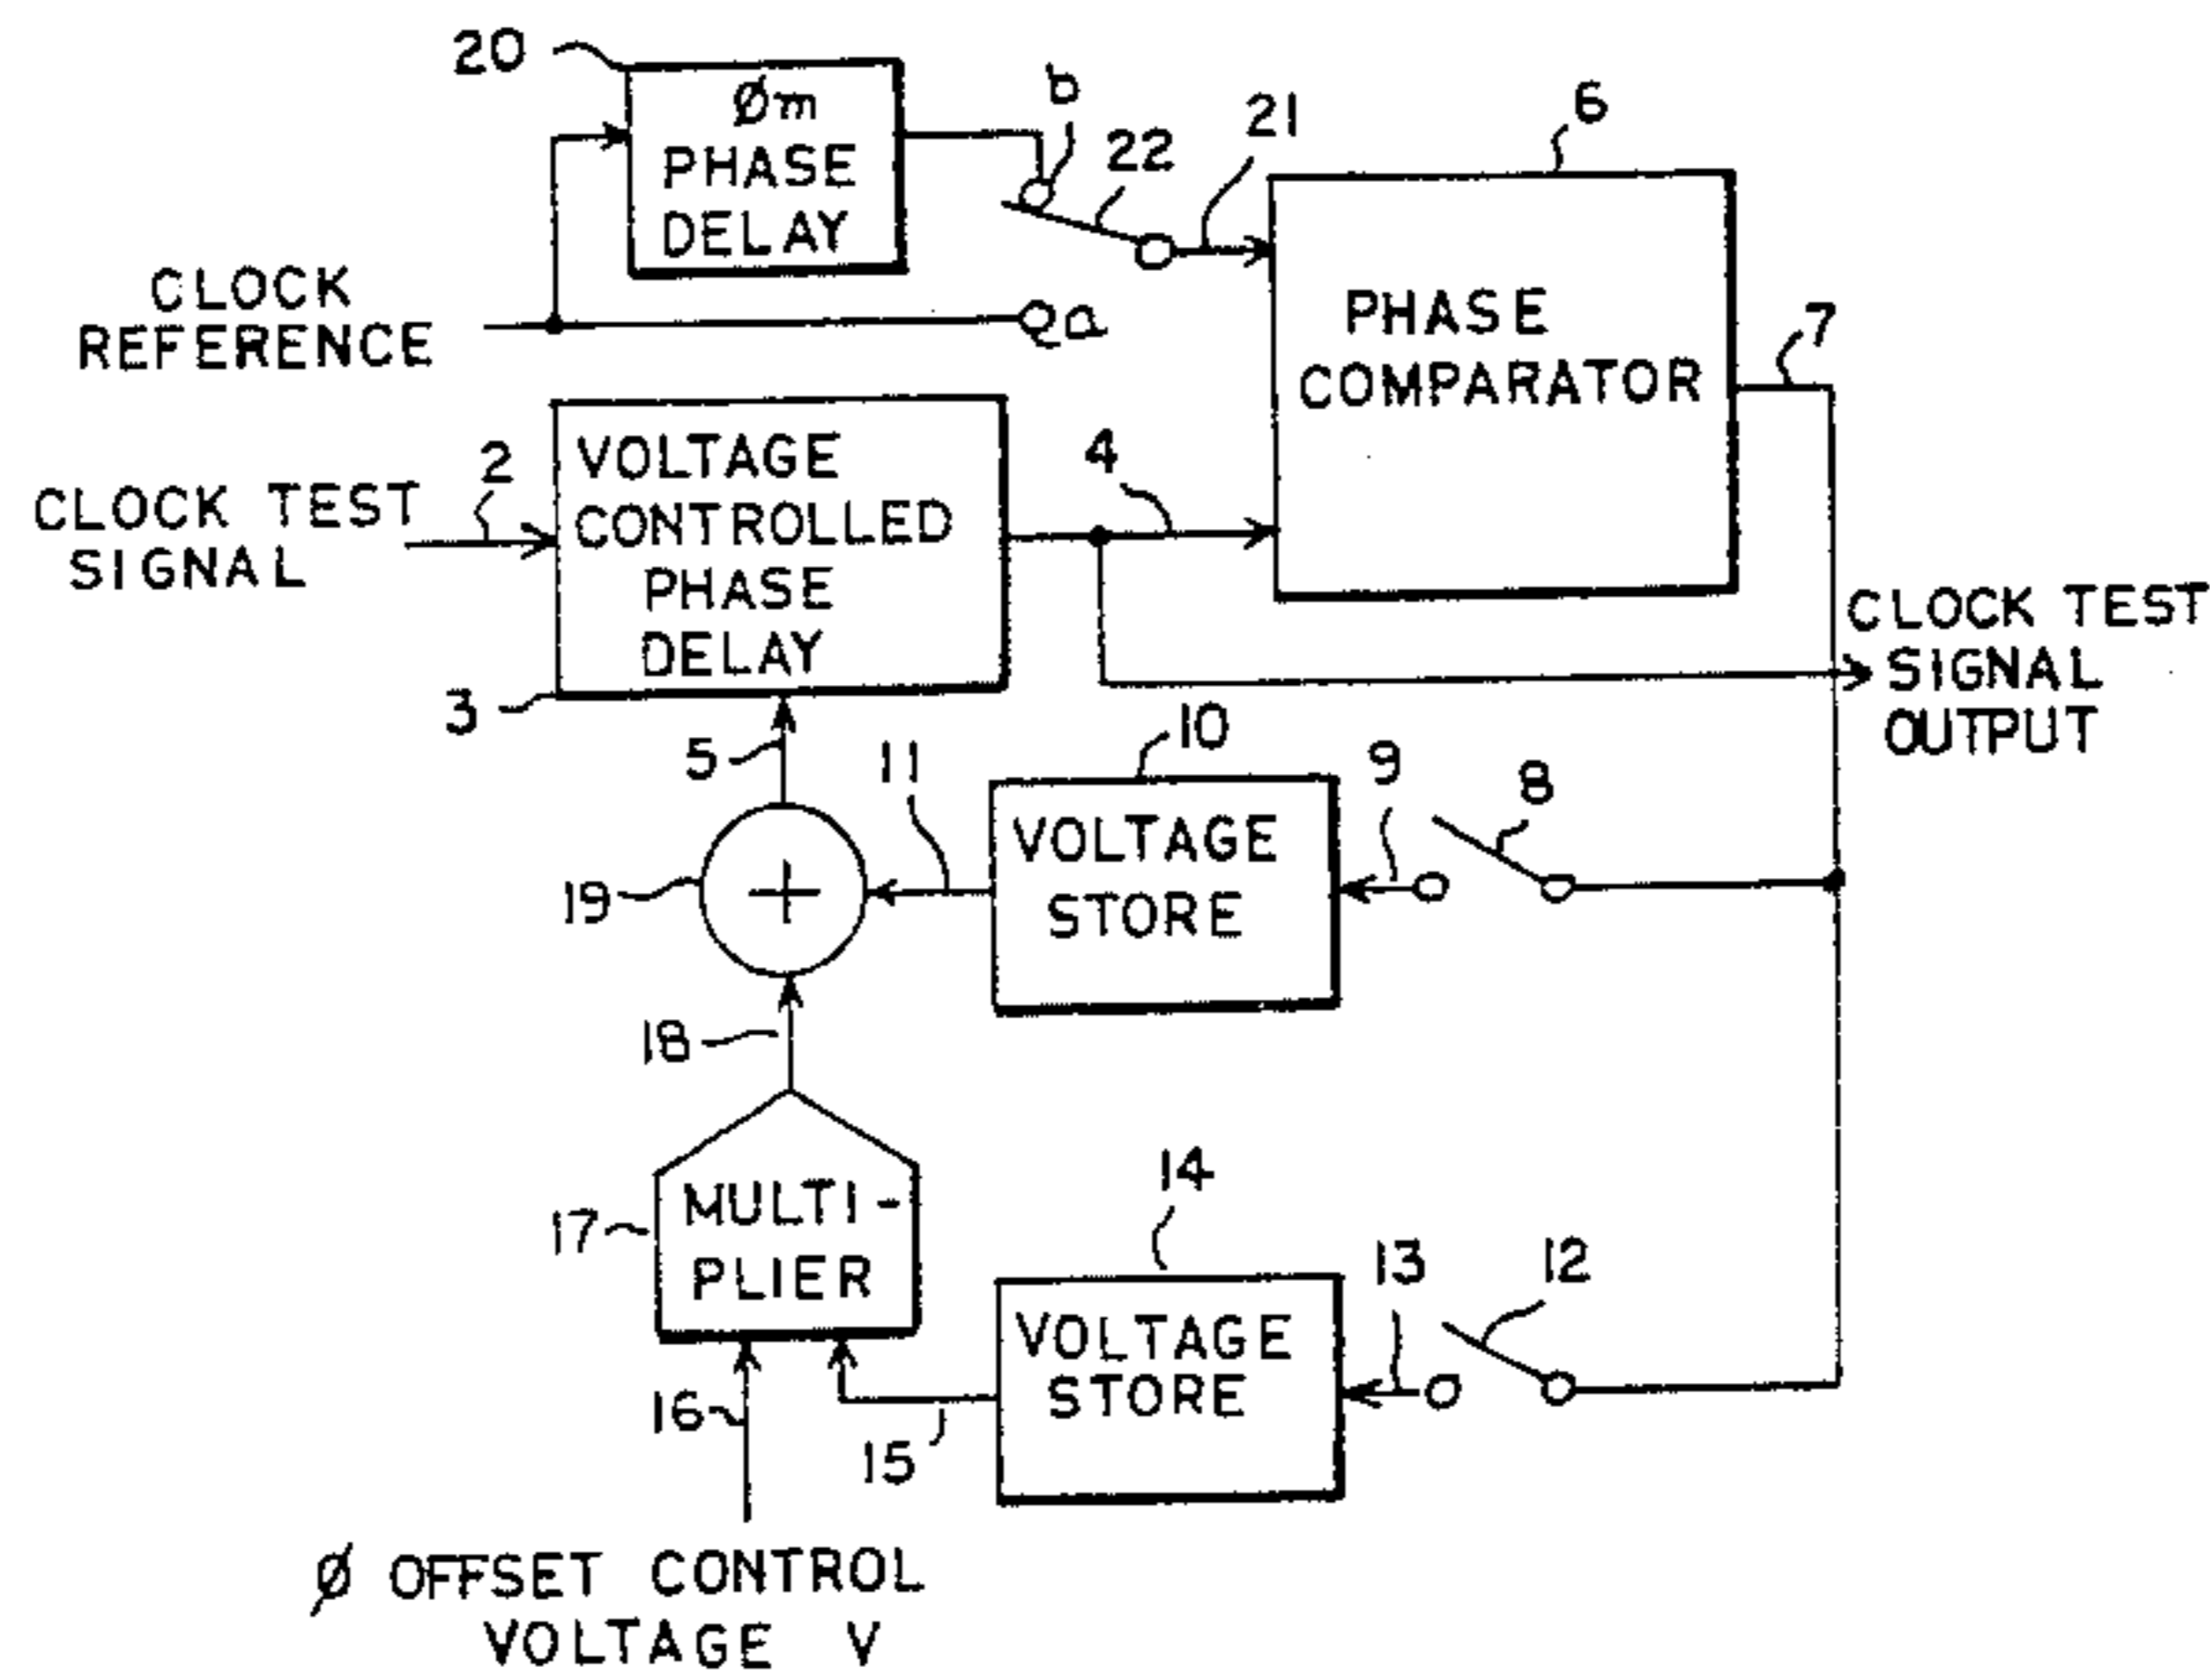 20
Øm
PHASE
DELAY
b
22
21
6
CLOCK
REFERENCE
a
PHASE
COMPARATOR
7
CLOCK TEST
SIGNAL
2
VOLTAGE
CONTROLLED
PHASE
DELAY
4
3
CLOCK TEST
SIGNAL
OUTPUT
5
11
10
9
8
VOLTAGE
STORE
19
+
18
17
MULTI-
PLIER
14
13
12
VOLTAGE
STORE
16
15
Ø OFFSET CONTROL
VOLTAGE V